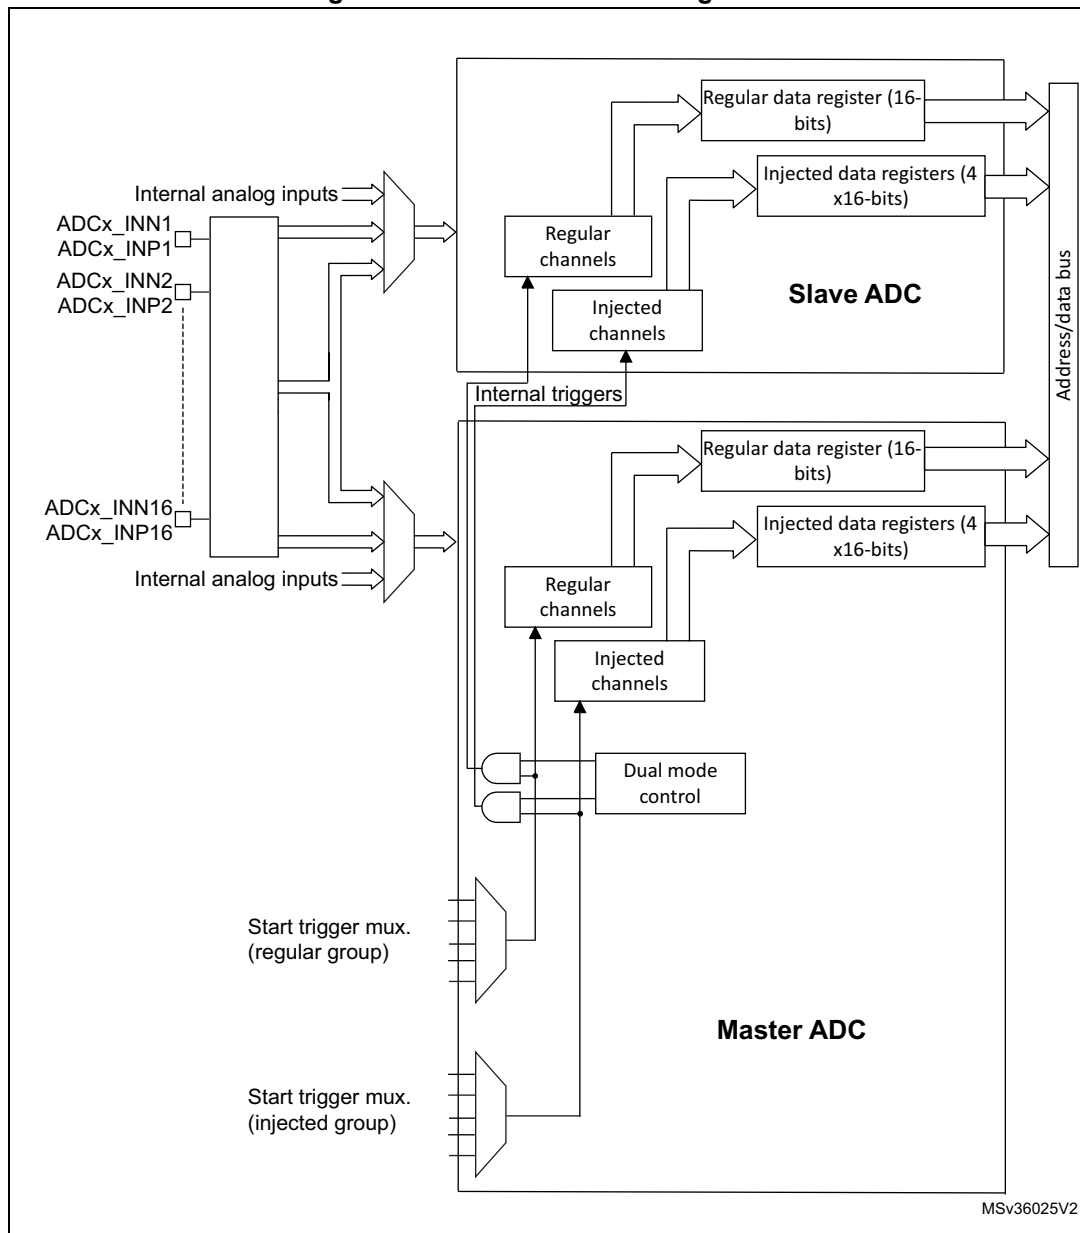 Internal analog inputs
ADCx_INN1
ADCx_INP1
ADCx_INN2
ADCx_INP2
ADCx_INN16
ADCx_INP16
Internal analog inputs
Regular data register (16-
bits)
Injected data registers (4
x16-bits)
Regular
channels
Injected
channels
Slave ADC
Address/data bus
Internal triggers
Regular data register (16-
bits)
Injected data registers (4
x16-bits)
Regular
channels
Injected
channels
Dual mode
control
Start trigger mux.
(regular group)
Master ADC
Start trigger mux.
(injected group)
MSv36025V2